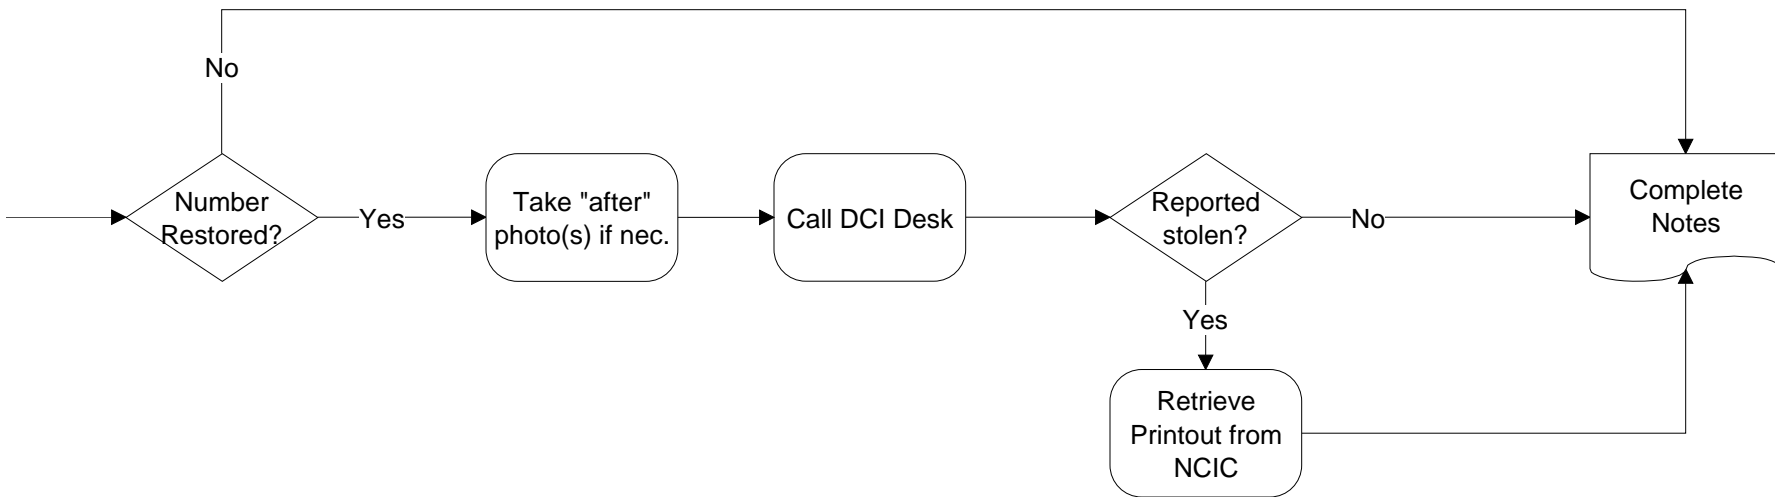 No
Number
Restored?
Yes
Take "after"
photo(s) if nec.
Call DCI Desk
Reported
stolen?
No
Complete
Notes
Yes
Retrieve
Printout from
NCIC